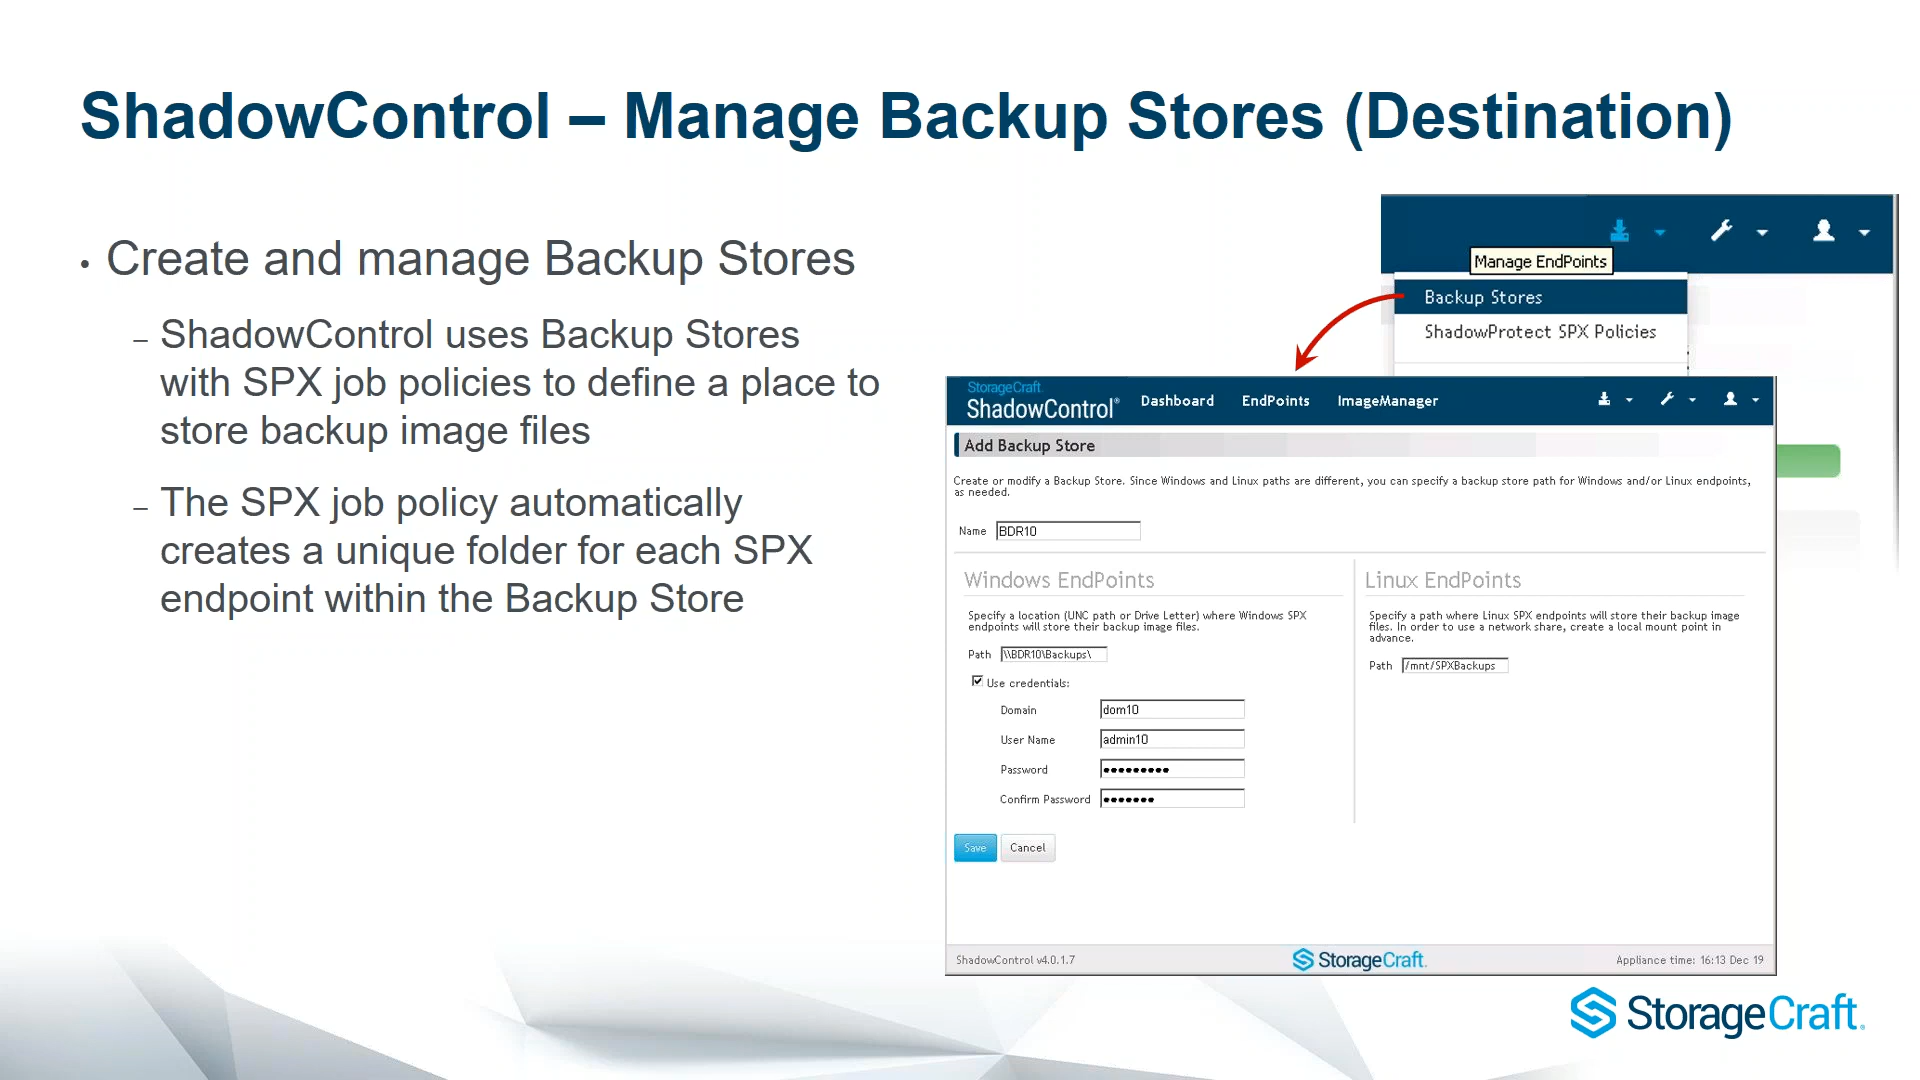 ShadowControl – Manage Backup Stores (Destination)
• Create and manage Backup Stores
– ShadowControl uses Backup Stores
with SPX job policies to define a place to
store backup image files
– The SPX job policy automatically
creates a unique folder for each SPX
endpoint within the Backup Store
Manage EndPoints
Backup Stores
ShadowProtect SPX Policies
StorageCraft.
ShadowControl® Dashboard EndPoints ImageManager
Add Backup Store
Create or modify a Backup Store. Since Windows and Linux paths are different, you can specify a backup store path for Windows and/or Linux endpoints,
as needed.
Name BDR10
Windows EndPoints
Specify a location (UNC path or Drive Letter) where Windows SPX
endpoints will store their backup image files.
Path \\BDR10\Backups\
Use credentials:
Domain dom10
User Name admin10
Password •••••••••
Confirm Password •••••••
Linux EndPoints
Specify a path where Linux SPX endpoints will store their backup image
files. In order to use a network share, create a local mount point in
advance.
Path /mnt/SPXBackups
Save Cancel
ShadowControl v4.0.1.7 StorageCraft. Appliance time: 16:13 Dec 19
StorageCraft.